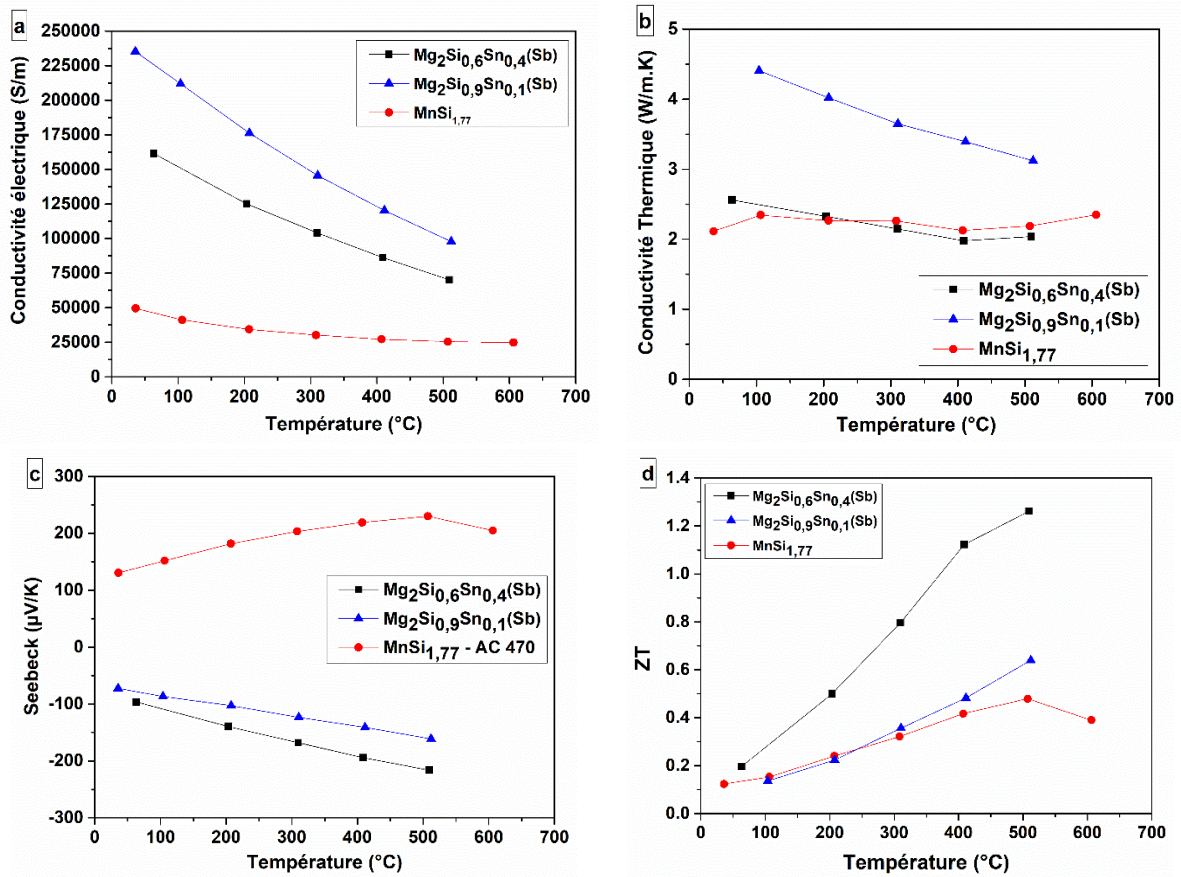 a
250000
225000
200000
175000
150000
125000
100000
75000
50000
25000
0
Conductivité électrique (S/m)
Mg2Si0,6Sn0,4(Sb)
Mg2Si0,9Sn0,1(Sb)
MnSi1,77
0 100 200 300 400 500 600 700
Température (°C)
b
5
4
3
2
1
0
Conductivité Thermique (W/m.K)
Mg2Si0,6Sn0,4(Sb)
Mg2Si0,9Sn0,1(Sb)
MnSi1,77
0 100 200 300 400 500 600 700
Température (°C)
c
300
200
100
0
-100
-200
-300
Seebeck (µV/K)
Mg2Si0,6Sn0,4(Sb)
Mg2Si0,9Sn0,1(Sb)
MnSi1,77 - AC 470
0 100 200 300 400 500 600 700
Température (°C)
d
1.4
1.2
1.0
0.8
0.6
0.4
0.2
0.0
ZT
Mg2Si0,6Sn0,4(Sb)
Mg2Si0,9Sn0,1(Sb)
MnSi1,77
0 100 200 300 400 500 600 700
Température (°C)